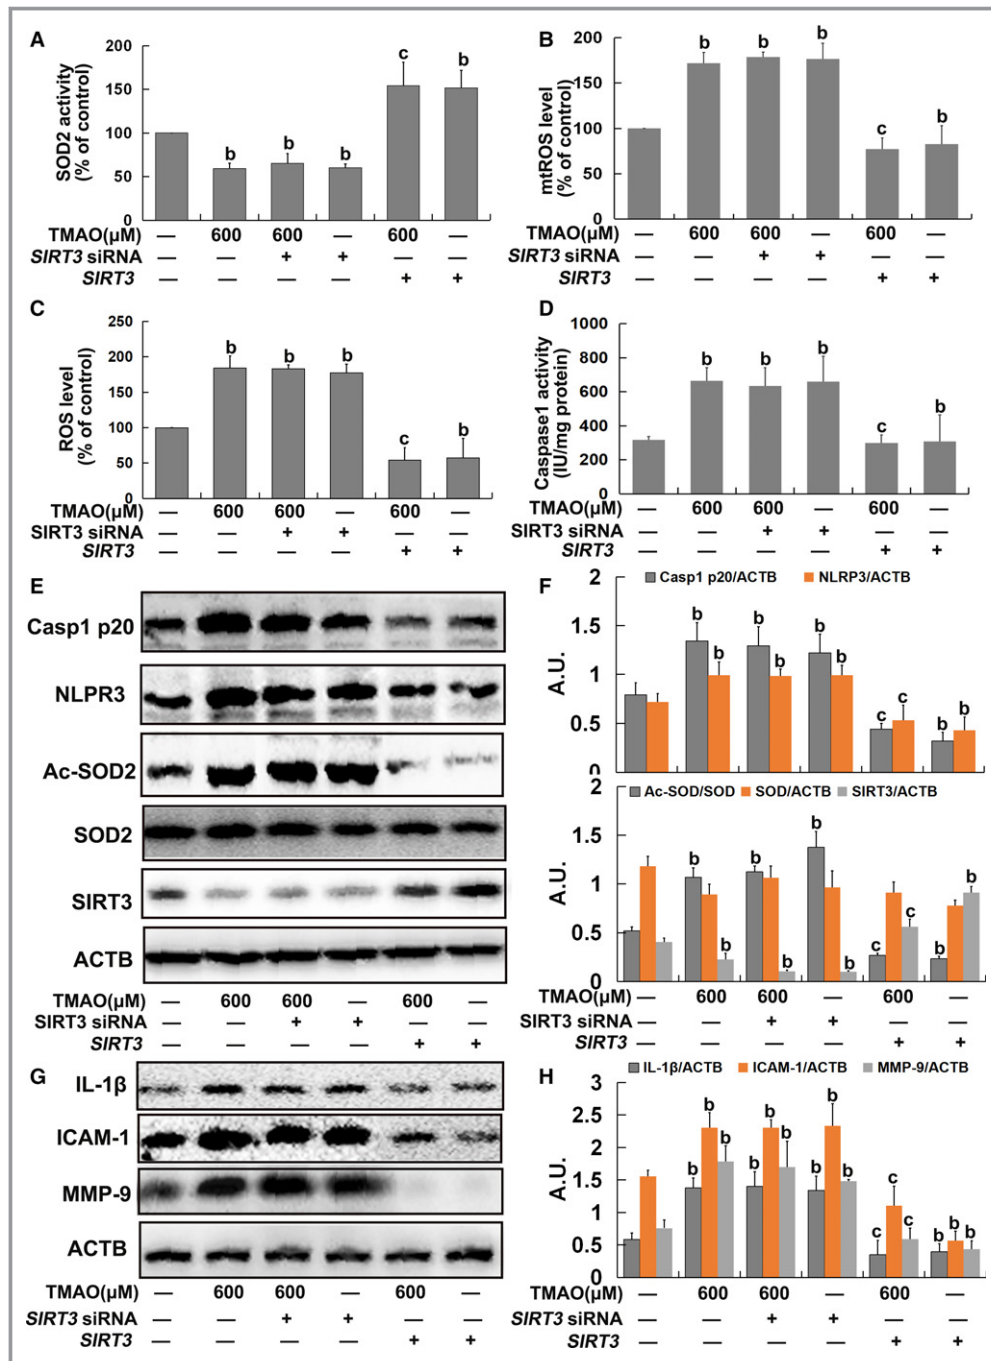 A
SOD2 activity
(% of control)
200
150
100
50
0
b b b c b
TMAO(μM) — 600 600 — 600 —
SIRT3 siRNA — — + + — —
SIRT3 — — — — + +
B
mtROS level
(% of control)
200
150
100
50
0
b b b c b
TMAO(μM) — 600 600 — 600 —
SIRT3 siRNA — — + + — —
SIRT3 — — — — + +
C
ROS level
(% of control)
250
200
150
100
50
0
b b b c b
TMAO(μM) — 600 600 — 600 —
SIRT3 siRNA — — + + — —
SIRT3 — — — — + +
D
Caspase1 activity
(IU/mg protein)
1000
800
600
400
200
0
b b b c b
TMAO(μM) — 600 600 — 600 —
SIRT3 siRNA — — + + — —
SIRT3 — — — — + +
E
Casp1 p20
NLPR3
Ac-SOD2
SOD2
SIRT3
ACTB
TMAO(μM) — 600 600 — 600 —
SIRT3 siRNA — — + + — —
SIRT3 — — — — + +
F
Casp1 p20/ACTB NLRP3/ACTB
A.U.
2
1.5
1
0.5
0
b b b b b b c c b b
Ac-SOD/SOD SOD/ACTB SIRT3/ACTB
A.U.
2
1.5
1
0.5
0
b b b b b b c c b b
TMAO(μM) — 600 600 — 600 —
SIRT3 siRNA — — + + — —
SIRT3 — — — — + +
G
IL-1β
ICAM-1
MMP-9
ACTB
TMAO(μM) — 600 600 — 600 —
SIRT3 siRNA — — + + — —
SIRT3 — — — — + +
H
IL-1β/ACTB ICAM-1/ACTB MMP-9/ACTB
A.U.
3
2.5
2
1.5
1
0.5
0
b b b b b b b b b c c c b b b
TMAO(μM) — 600 600 — 600 —
SIRT3 siRNA — — + + — —
SIRT3 — — — — + +